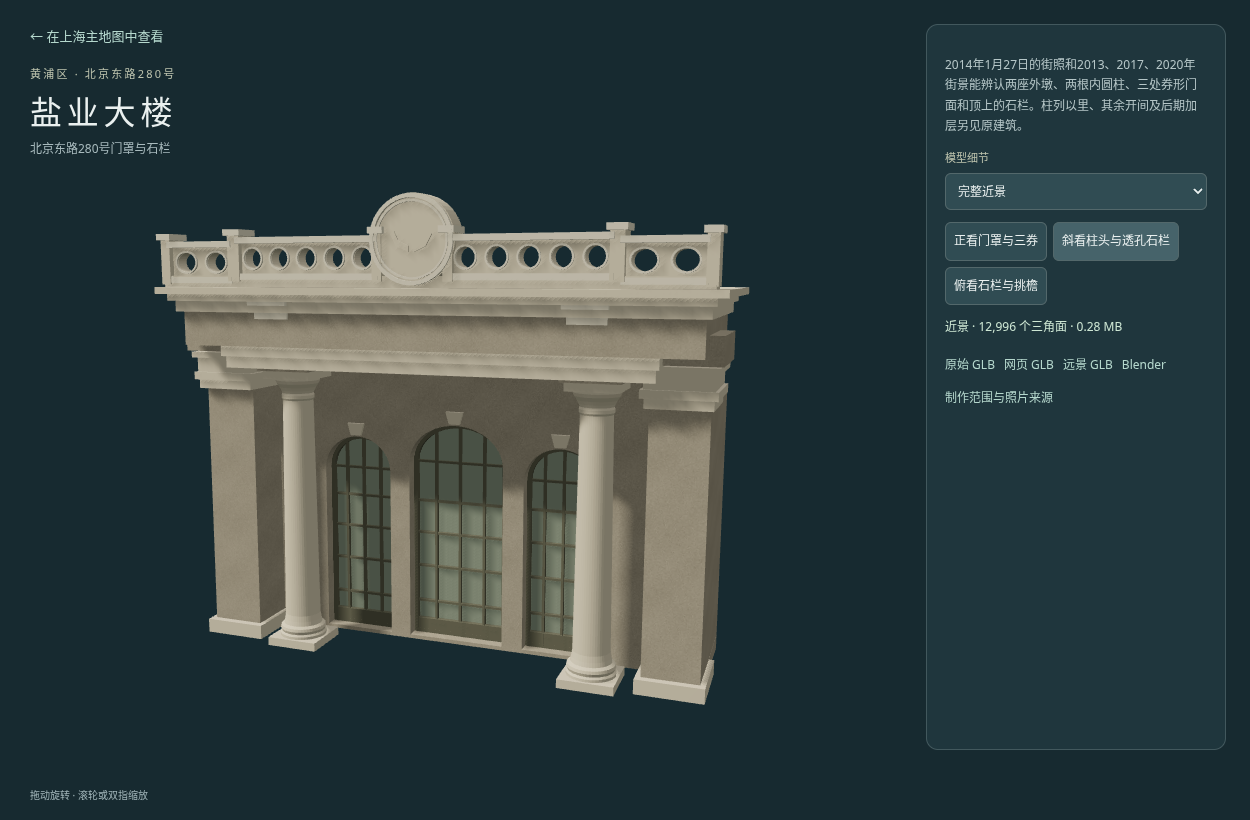 ← 在上海主地图中查看
黄浦区 · 北京东路280号
盐业大楼
北京东路280号门罩与石栏
2014年1月27日的街照和2013、2017、2020年
街景能辨认两座外墩、两根内圆柱、三处券形门
面和顶上的石栏。柱列以里、其余开间及后期加
层另见原建筑。
模型细节
完整近景
正看门罩与三券
斜看柱头与透孔石栏
俯看石栏与挑檐
近景 · 12,996 个三角面 · 0.28 MB
原始 GLB 网页 GLB 远景 GLB Blender
制作范围与照片来源
拖动旋转 · 滚轮或双指缩放